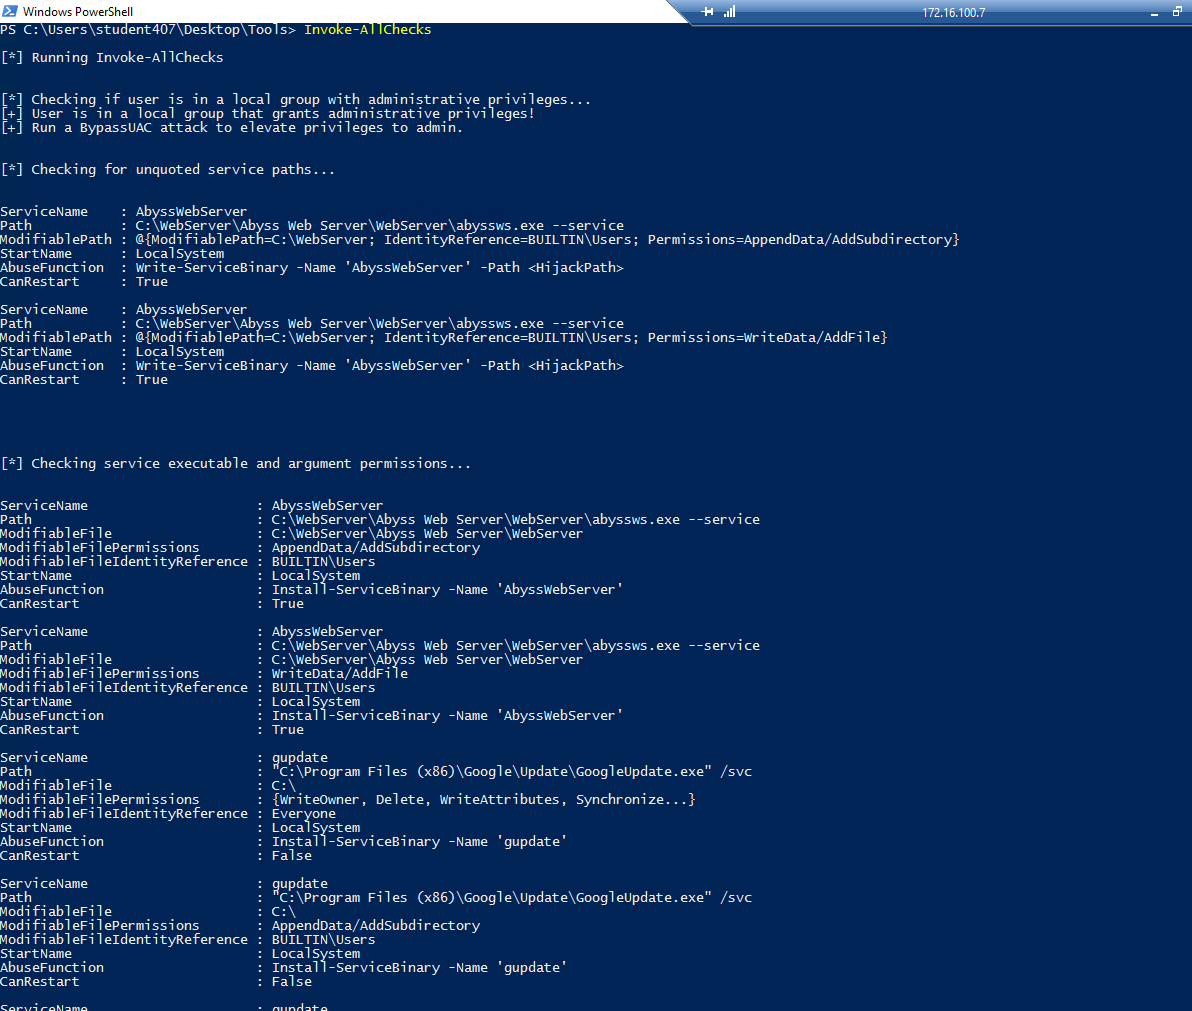 Windows PowerShell
172.16.100.7
PS C:\Users\student407\Desktop\Tools> Invoke-AllChecks
[*] Running Invoke-AllChecks
[*] Checking if user is in a local group with administrative privileges...
[+] User is in a local group that grants administrative privileges!
[+] Run a BypassUAC attack to elevate privileges to admin.
[*] Checking for unquoted service paths...
ServiceName    : AbyssWebServer
Path           : C:\WebServer\Abyss Web Server\WebServer\abyssws.exe --service
ModifiablePath : @{ModifiablePath=C:\WebServer; IdentityReference=BUILTIN\Users; Permissions=AppendData/AddSubdirectory}
StartName      : LocalSystem
AbuseFunction  : Write-ServiceBinary -Name 'AbyssWebServer' -Path <HijackPath>
CanRestart     : True
ServiceName    : AbyssWebServer
Path           : C:\WebServer\Abyss Web Server\WebServer\abyssws.exe --service
ModifiablePath : @{ModifiablePath=C:\WebServer; IdentityReference=BUILTIN\Users; Permissions=WriteData/AddFile}
StartName      : LocalSystem
AbuseFunction  : Write-ServiceBinary -Name 'AbyssWebServer' -Path <HijackPath>
CanRestart     : True
[*] Checking service executable and argument permissions...
ServiceName                     : AbyssWebServer
Path                            : C:\WebServer\Abyss Web Server\WebServer\abyssws.exe --service
ModifiableFile                  : C:\WebServer\Abyss Web Server\WebServer
ModifiableFilePermissions       : AppendData/AddSubdirectory
ModifiableFileIdentityReference : BUILTIN\Users
StartName                       : LocalSystem
AbuseFunction                   : Install-ServiceBinary -Name 'AbyssWebServer'
CanRestart                      : True
ServiceName                     : AbyssWebServer
Path                            : C:\WebServer\Abyss Web Server\WebServer\abyssws.exe --service
ModifiableFile                  : C:\WebServer\Abyss Web Server\WebServer
ModifiableFilePermissions       : WriteData/AddFile
ModifiableFileIdentityReference : BUILTIN\Users
StartName                       : LocalSystem
AbuseFunction                   : Install-ServiceBinary -Name 'AbyssWebServer'
CanRestart                      : True
ServiceName                     : gupdate
Path                            : "C:\Program Files (x86)\Google\Update\GoogleUpdate.exe" /svc
ModifiableFile                  : C:\
ModifiableFilePermissions       : {WriteOwner, Delete, WriteAttributes, Synchronize...}
ModifiableFileIdentityReference : Everyone
StartName                       : LocalSystem
AbuseFunction                   : Install-ServiceBinary -Name 'gupdate'
CanRestart                      : False
ServiceName                     : gupdate
Path                            : "C:\Program Files (x86)\Google\Update\GoogleUpdate.exe" /svc
ModifiableFile                  : C:\
ModifiableFilePermissions       : AppendData/AddSubdirectory
ModifiableFileIdentityReference : BUILTIN\Users
StartName                       : LocalSystem
AbuseFunction                   : Install-ServiceBinary -Name 'gupdate'
CanRestart                      : False
ServiceName                     : gupdate